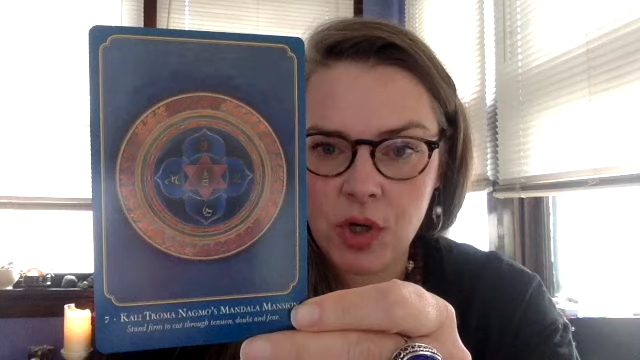 7 · Kali Troma Nagmo's Mandala Mansion
Stand firm to cut through tension, doubt and fear.